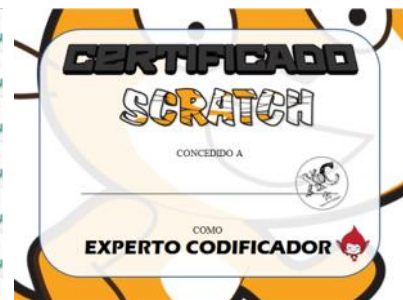 CERTIFICADO
SCRATCH
CONCEDIDO A
COMO
EXPERTO CODIFICADOR